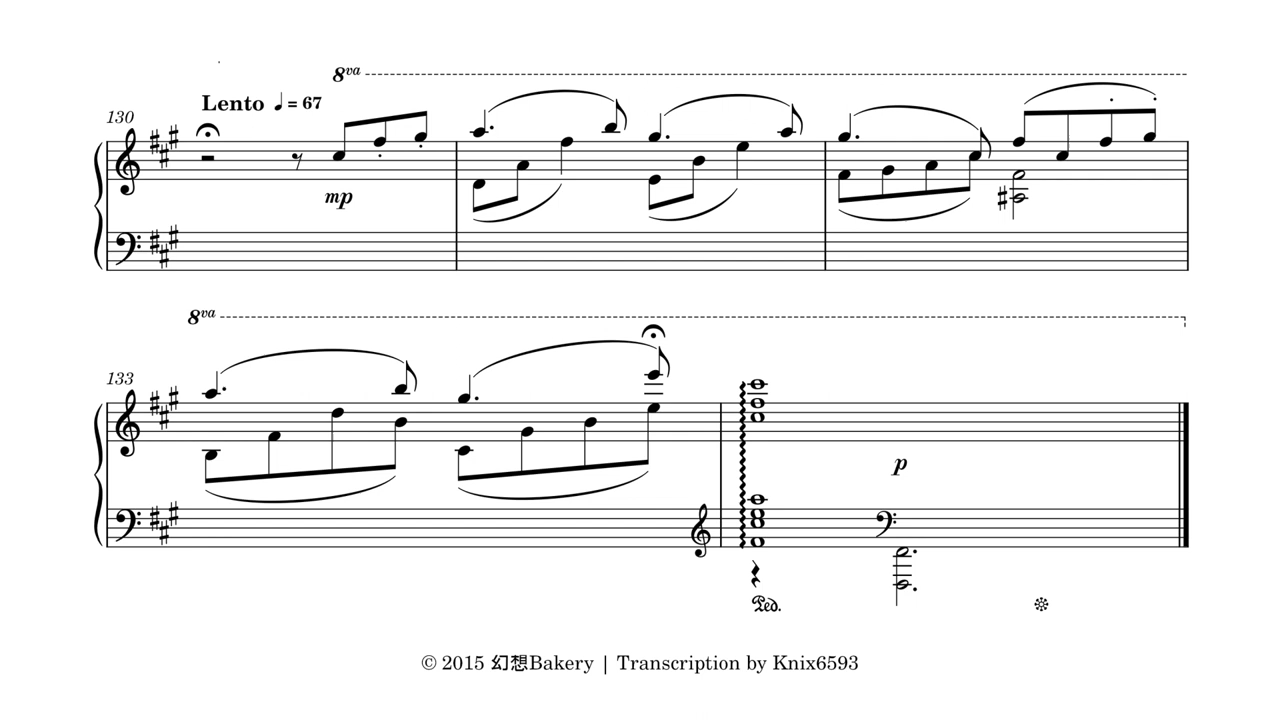 8va
Lento ♩= 67
130
mp
8va
133
p
Ped.
© 2015 幻想Bakery | Transcription by Knix6593